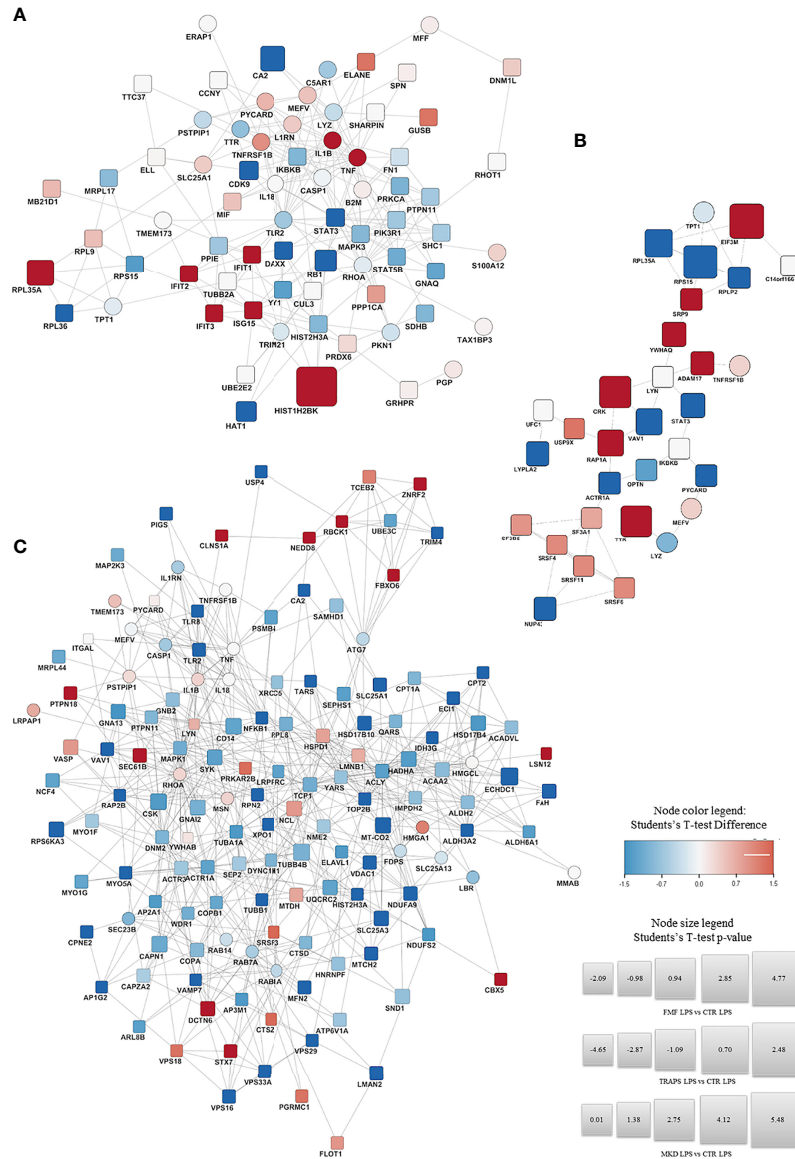 A
ERAP1
MFF
CA2
C5AR1
ELANE
SPN
DNM1L
TTC37
CCNY
PYCARD
MEFV
LYZ
SHARPIN
GUSB
PSTPIP1
TTR
L1RN
TNFRSF1B
IL1B
TNF
FN1
RHOT1
ELL
SLC25A1
CDK9
IKBKB
CASP1
PRKCA
MB21D1
MRPL17
MIF
IL18
B2M
PTPN11
TMEM173
TLR2
STAT3
PIK3R1
SHC1
MAPK3
RPL9
PPIE
IFIT1
DAXX
RB1
STAT5B
S100A12
RPL35A
RPS15
IFIT2
TUBB2A
RHOA
GNAQ
YY1
CUL3
PPP1CA
RPL36
TPT1
IFIT3
ISG15
HIST2H3A
SDHB
TRIM21
PRDX6
PKN1
TAX1BP3
UBE2E2
HIST1H2BK
GRHPR
PGP
HAT1
B
TPT1
EIF3M
RPL35A
RPS15
RPLP2
C14orf166
SRP9
YWHAQ
LYN
ADAM17
TNFRSF1B
CRK
STAT3
UFC1
USP9X
VAV1
RAP1A
IKBKB
LYPLA2
OPTN
ACTR1A
PYCARD
SF3A1
TTK
MEFV
SRSF4
LYZ
SRSF11
SRSF6
C
USP4
TCEB2
ZNRF2
PIGS
RBCK1
UBE3C
TRIM4
CLNS1A
NEDD8
MAP2K3
IL1RN
FBXO6
TNFRSF1B
CA2
TMEM173
PYCARD
TLR8
PSMB4
SAMHD1
MEFV
ATG7
ITGAL
CASP1
TLR2
TNF
MRPL44
PSTPIP1
IL1B
IL18
XRCC5
TARS
SLC25A1
CPT1A
CPT2
PTPN18
SEPHS1
ECI1
LRPAP1
GNA13
PTPN11
GNB2
LYN
CD14
NFKB1
RPL6
HSD17B10
QARS
HSD17B4
ACADVL
VASP
VAV1
SEC61B
MAPK1
SYK
HSPD1
IDH3G
LSN12
PRKAR2B
LRPPRC
LMNB1
HADHA
HMGCL
NCF4
RHOA
TCP1
YARS
ACLY
ACAA2
ECHDC1
RAP2B
CSK
MSN
RPN2
TOP2B
IMPDH2
ALDH2
FAH
RPS6KA3
GNAI2
NCL
MYO1F
DNM2
YWHAB
XPO1
TUBA1A
NME2
MT-CO2
HMGA1
ALDH3A2
ALDH6A1
ACTR3
ACTR1A
SEP2
DYNC1H1
TUBB4B
ELAVL1
FDPS
SLC25A13
MMAB
MYO1G
MYO5A
VDAC1
LBR
AP2A1
COPB1
TUBB1
MTDH
UQCRC2
HIST2H3A
NDUFA9
SEC23B
WDR1
SLC25A3
CPNE2
SRSF3
NDUFS2
CAPN1
COPA
RAB14
RAB7A
CTSD
HNRNPF
MTCH2
CAPZA2
RAB1A
CBX5
AP1G2
VAMP7
MFN2
SND1
DCTN6
AP3M1
CTSZ
ATP6V1A
ARL8B
VPS18
STX7
VPS33A
VPS29
LMAN2
VPS16
PGRMC1
FLOT1
Node color legend:
Students's T-test Difference
-1.5 -0.7 0.0 0.7 1.5
Node size legend
Students's T-test p-value
-2.09 -0.98 0.94 2.85 4.77
FMF LPS vs CTR LPS
-4.65 -2.87 -1.09 0.70 2.48
TRAPS LPS vs CTR LPS
0.01 1.38 2.75 4.12 5.48
MKD LPS vs CTR LPS